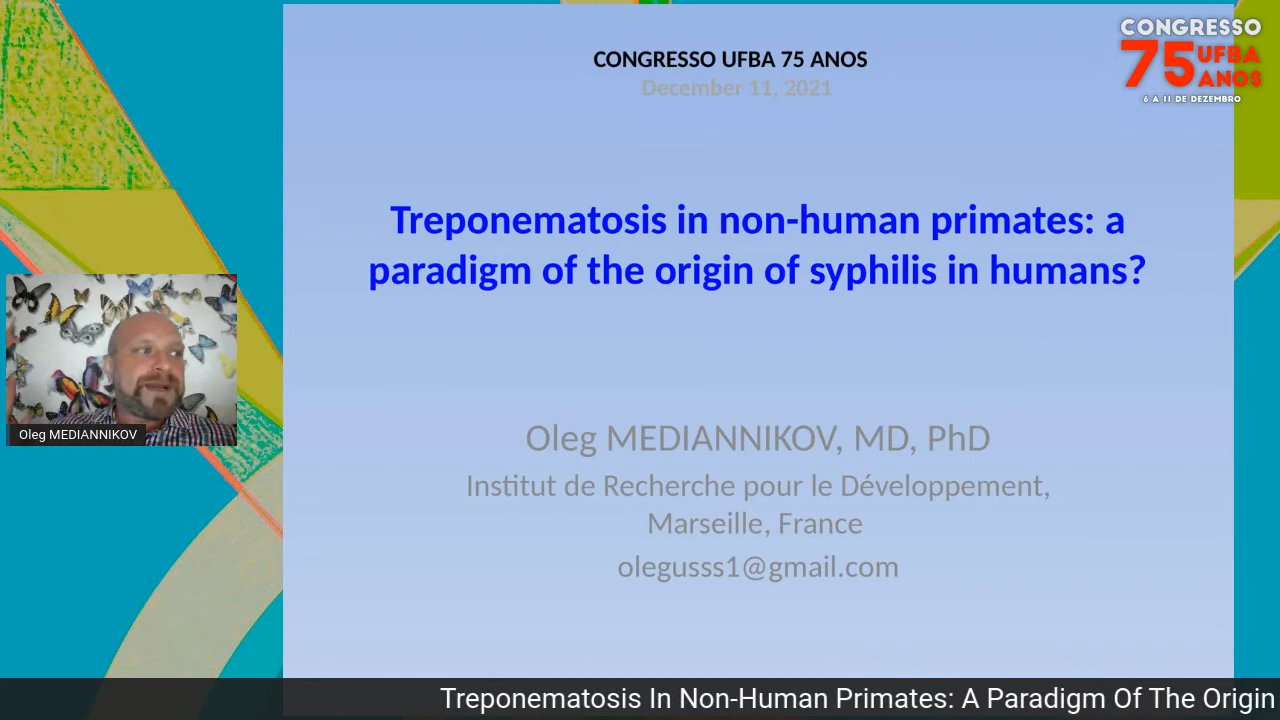 CONGRESSO
75 UFBA
ANOS
6 A 11 DE DEZEMBRO
CONGRESSO UFBA 75 ANOS
December 11, 2021
Treponematosis in non-human primates: a
paradigm of the origin of syphilis in humans?
Oleg MEDIANNIKOV
Oleg MEDIANNIKOV, MD, PhD
Institut de Recherche pour le Développement,
Marseille, France
olegusss1@gmail.com
Treponematosis In Non-Human Primates: A Paradigm Of The Origin